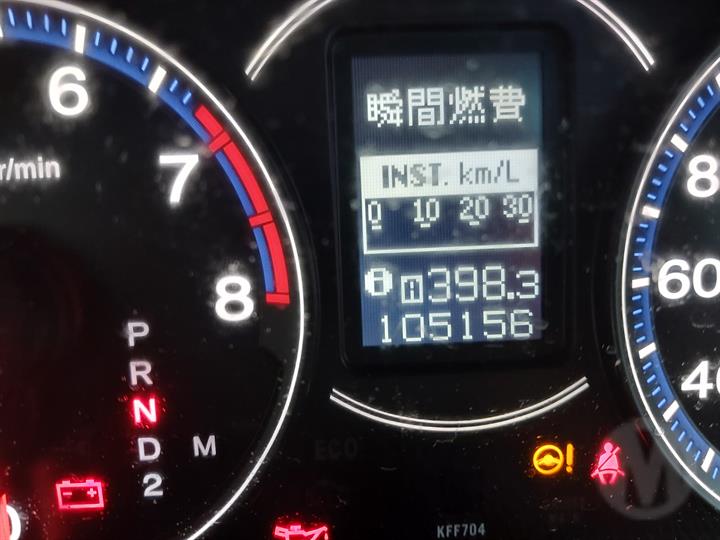 6
7
8
r/min
瞬間燃費
INST. km/L
0 10 20 30
i A 398.3
105156
P
R
N
D M
2
ECO
8
60
40
!
KFF704
0
M